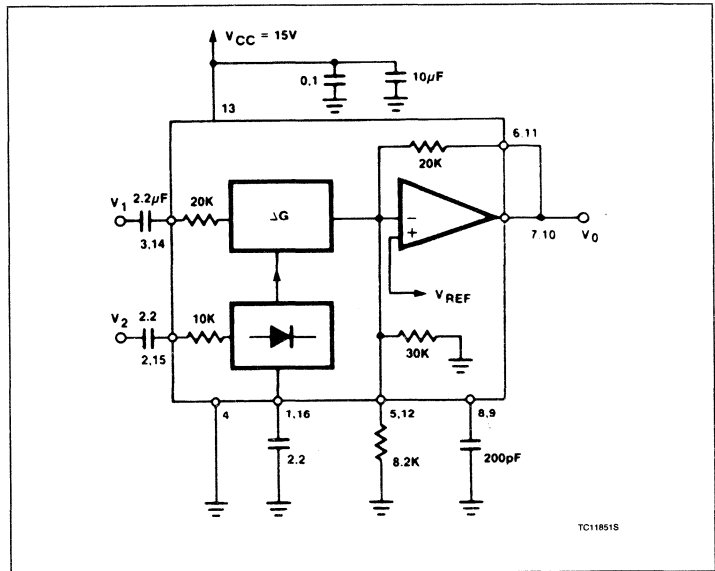 VCC = 15V
0,1
10µF
13
6,11
20K
V1
2.2µF
20K
ΔG
3,14
−
+
7,10
V0
VREF
V2
2.2
10K
2,15
30K
4
1,16
5,12
8,9
2.2
8.2K
200pF
TC11851S